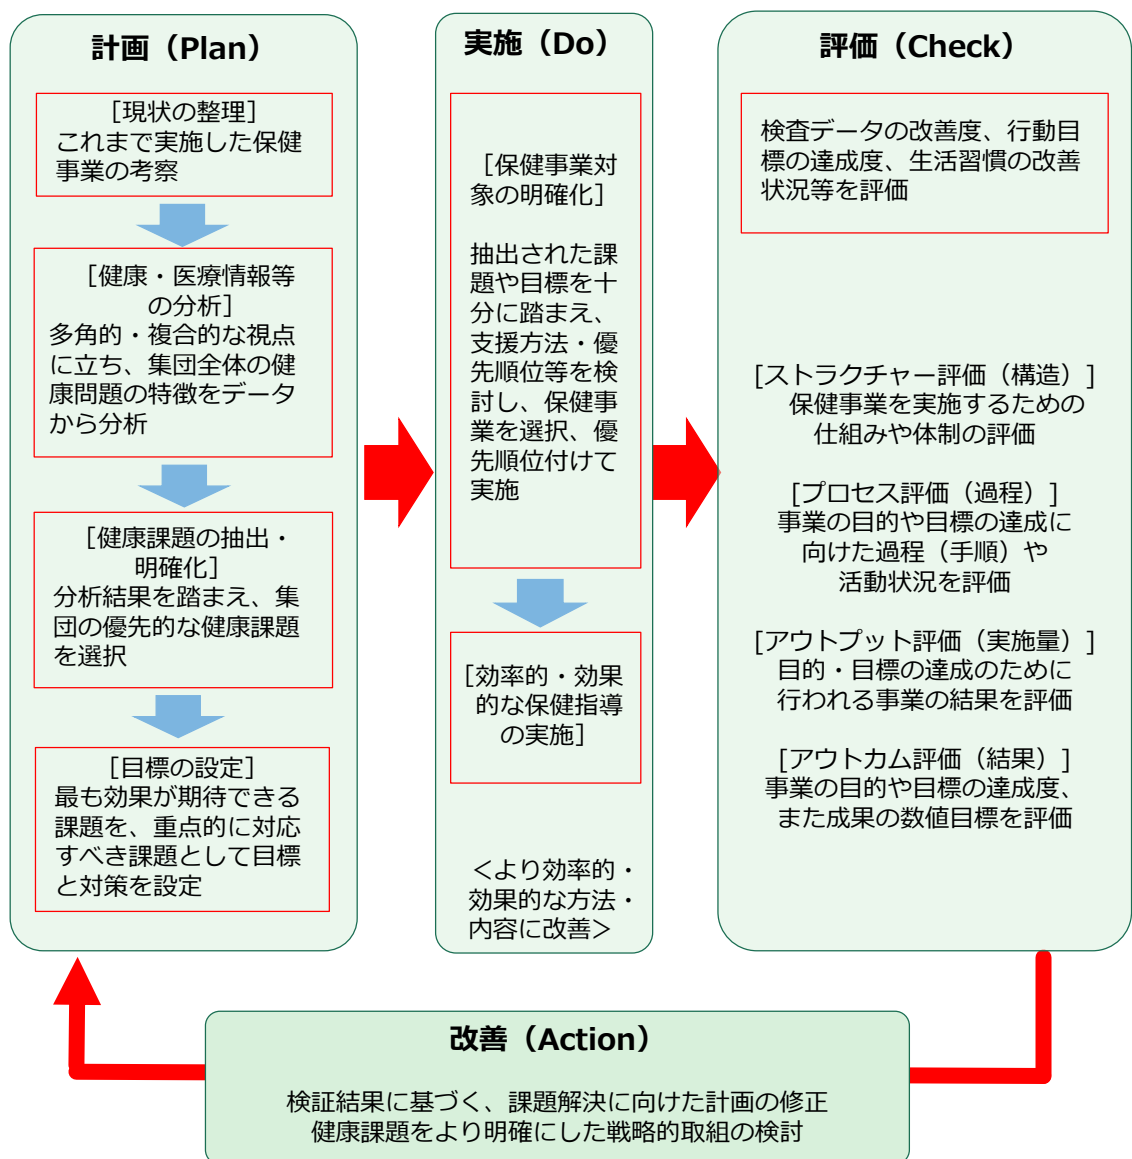 計画（Plan）
［現状の整理］
これまで実施した保健
事業の考察
［健康・医療情報等
の分析］
多角的・複合的な視点
に立ち、集団全体の健
康問題の特徴をデータ
から分析
［健康課題の抽出・
明確化］
分析結果を踏まえ、集
団の優先的な健康課題
を選択
［目標の設定］
最も効果が期待できる
課題を、重点的に対応
すべき課題として目標
と対策を設定
実施（Do）
［保健事業対
象の明確化］
抽出された課
題や目標を十
分に踏まえ、
支援方法・優
先順位等を検
討し、保健事
業を選択、優
先順位付けて
実施
［効率的・効果
的な保健指導
の実施］
＜より効率的・
効果的な方法・
内容に改善＞
評価（Check）
検査データの改善度、行動目
標の達成度、生活習慣の改善
状況等を評価
[ストラクチャー評価（構造）]
保健事業を実施するための
仕組みや体制の評価
[プロセス評価（過程）]
事業の目的や目標の達成に
向けた過程（手順）や
活動状況を評価
[アウトプット評価（実施量）]
目的・目標の達成のために
行われる事業の結果を評価
[アウトカム評価（結果）]
事業の目的や目標の達成度、
また成果の数値目標を評価
改善（Action）
検証結果に基づく、課題解決に向けた計画の修正
健康課題をより明確にした戦略的取組の検討